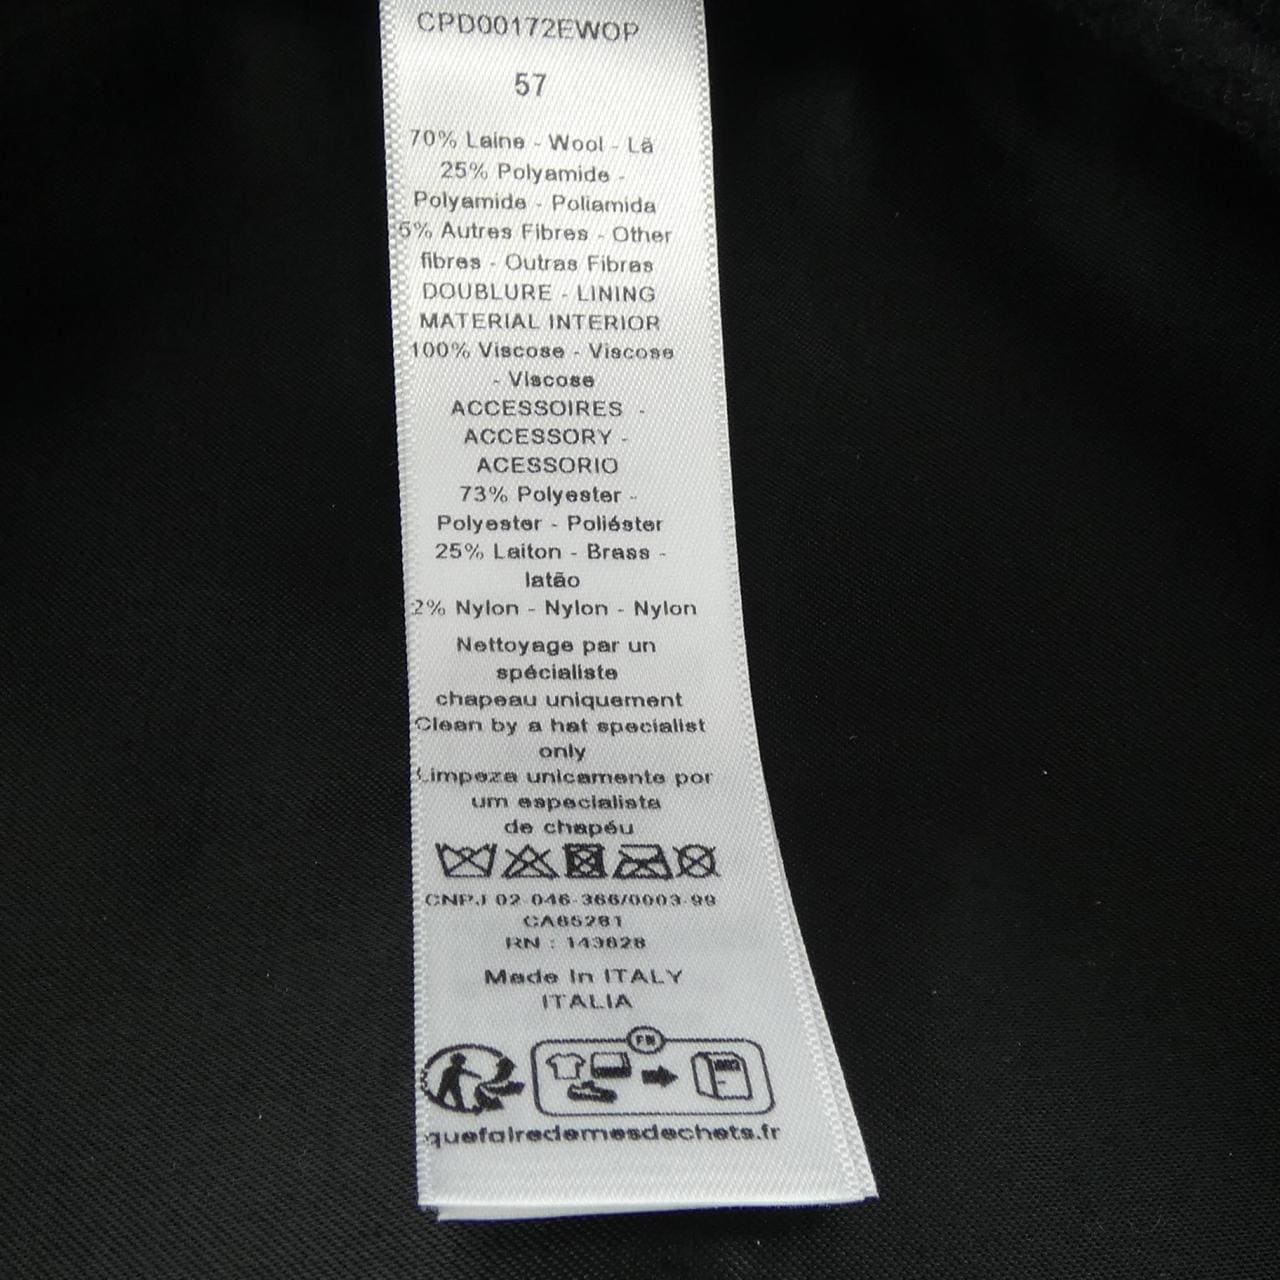 CPD00172EWOP
57
70% Laine - Wool - Lã
25% Polyamide -
Polyamide - Poliamida
5% Autres Fibres - Other
fibres - Outras Fibras
DOUBLURE - LINING
MATERIAL INTERIOR
100% Viscose - Viscose
- Viscose
ACCESSOIRES -
ACCESSORY -
ACESSORIO
73% Polyester -
Polyester - Poliéster
25% Laiton - Brass -
latão
2% Nylon - Nylon - Nylon
Nettoyage par un
spécialiste
chapeau uniquement
Clean by a hat specialist
only
Limpeza unicamente por
um especialista
de chapéu
CNPJ 02-046-366/0003-99
CA65281
RN : 143628
Made In ITALY
ITALIA
FR
quefairedemesdechets.fr